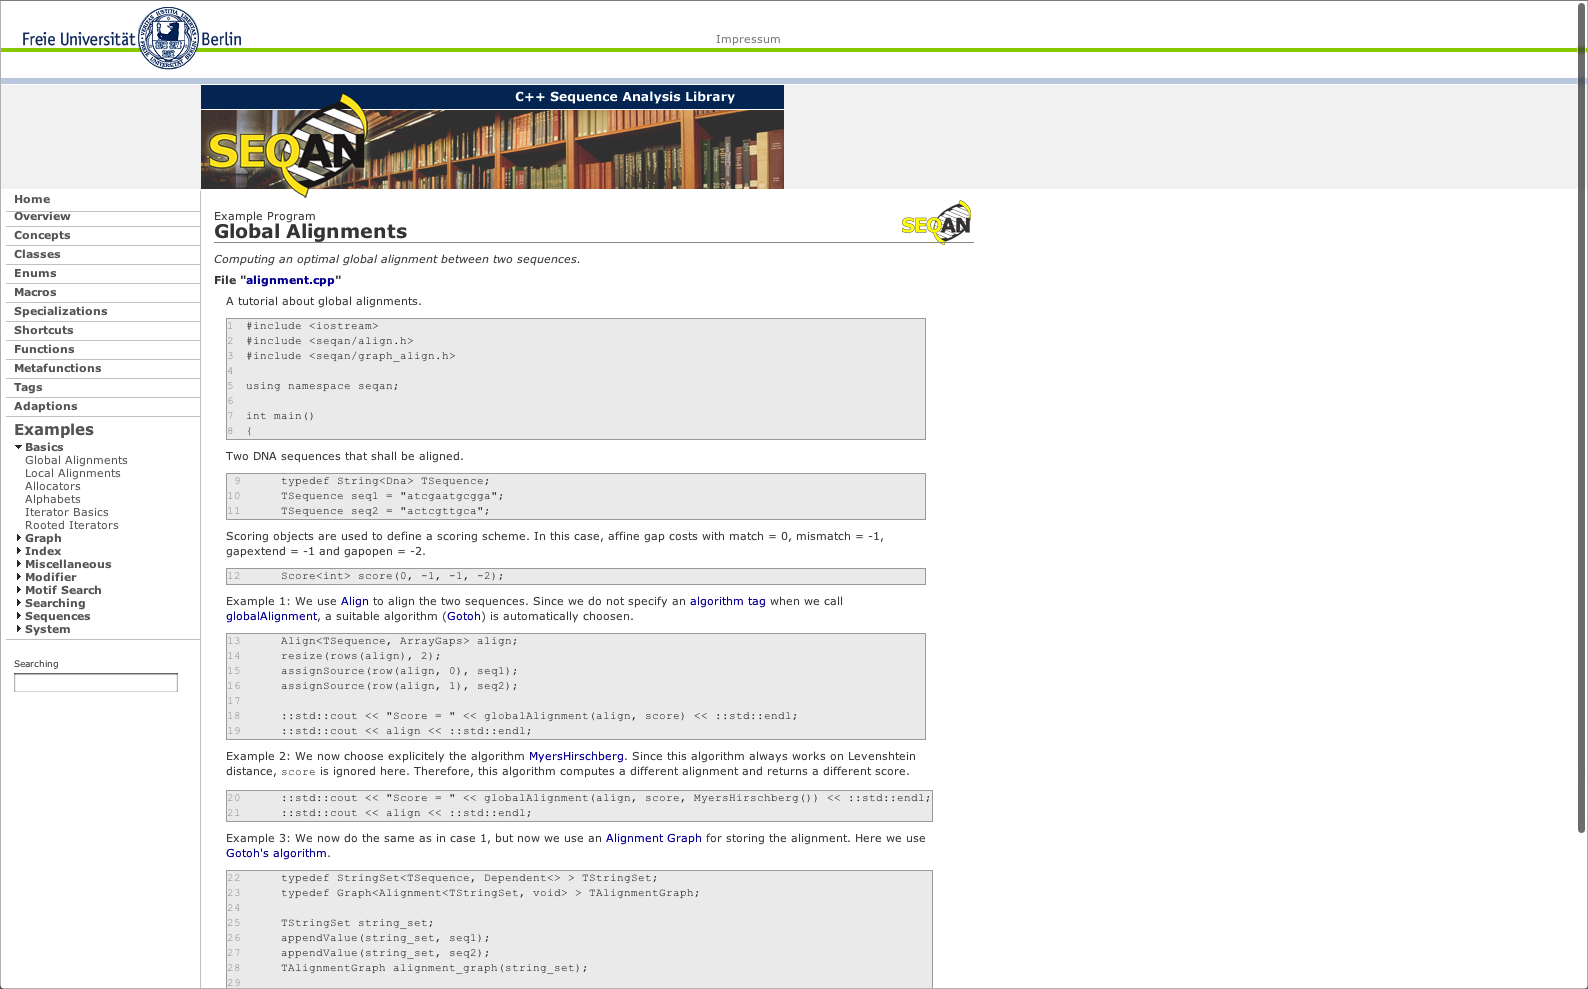 Freie Universität Berlin
Impressum
C++ Sequence Analysis Library
SEQAN
Home
Overview
Concepts
Classes
Enums
Macros
Specializations
Shortcuts
Functions
Metafunctions
Tags
Adaptions
Examples
Basics
Global Alignments
Local Alignments
Allocators
Alphabets
Iterator Basics
Rooted Iterators
Graph
Index
Miscellaneous
Modifier
Motif Search
Searching
Sequences
System
Searching
Example Program
Global Alignments
SEQAN
Computing an optimal global alignment between two sequences.
File "alignment.cpp"
A tutorial about global alignments.
1 #include <iostream>
2 #include <seqan/align.h>
3 #include <seqan/graph_align.h>
4
5 using namespace seqan;
6
7 int main()
8 {
Two DNA sequences that shall be aligned.
9 typedef String<Dna> TSequence;
10 TSequence seq1 = "atcgaatgcgga";
11 TSequence seq2 = "actcgttgca";
Scoring objects are used to define a scoring scheme. In this case, affine gap costs with match = 0, mismatch = -1,
gapextend = -1 and gapopen = -2.
12 Score<int> score(0, -1, -1, -2);
Example 1: We use Align to align the two sequences. Since we do not specify an algorithm tag when we call
globalAlignment, a suitable algorithm (Gotoh) is automatically choosen.
13 Align<TSequence, ArrayGaps> align;
14 resize(rows(align), 2);
15 assignSource(row(align, 0), seq1);
16 assignSource(row(align, 1), seq2);
17
18 ::std::cout << "Score = " << globalAlignment(align, score) << ::std::endl;
19 ::std::cout << align << ::std::endl;
Example 2: We now choose explicitely the algorithm MyersHirschberg. Since this algorithm always works on Levenshtein
distance, score is ignored here. Therefore, this algorithm computes a different alignment and returns a different score.
20 ::std::cout << "Score = " << globalAlignment(align, score, MyersHirschberg()) << ::std::endl;
21 ::std::cout << align << ::std::endl;
Example 3: We now do the same as in case 1, but now we use an Alignment Graph for storing the alignment. Here we use
Gotoh's algorithm.
22 typedef StringSet<TSequence, Dependent<> > TStringSet;
23 typedef Graph<Alignment<TStringSet, void> > TAlignmentGraph;
24
25 TStringSet string_set;
26 appendValue(string_set, seq1);
27 appendValue(string_set, seq2);
28 TAlignmentGraph alignment_graph(string_set);
29